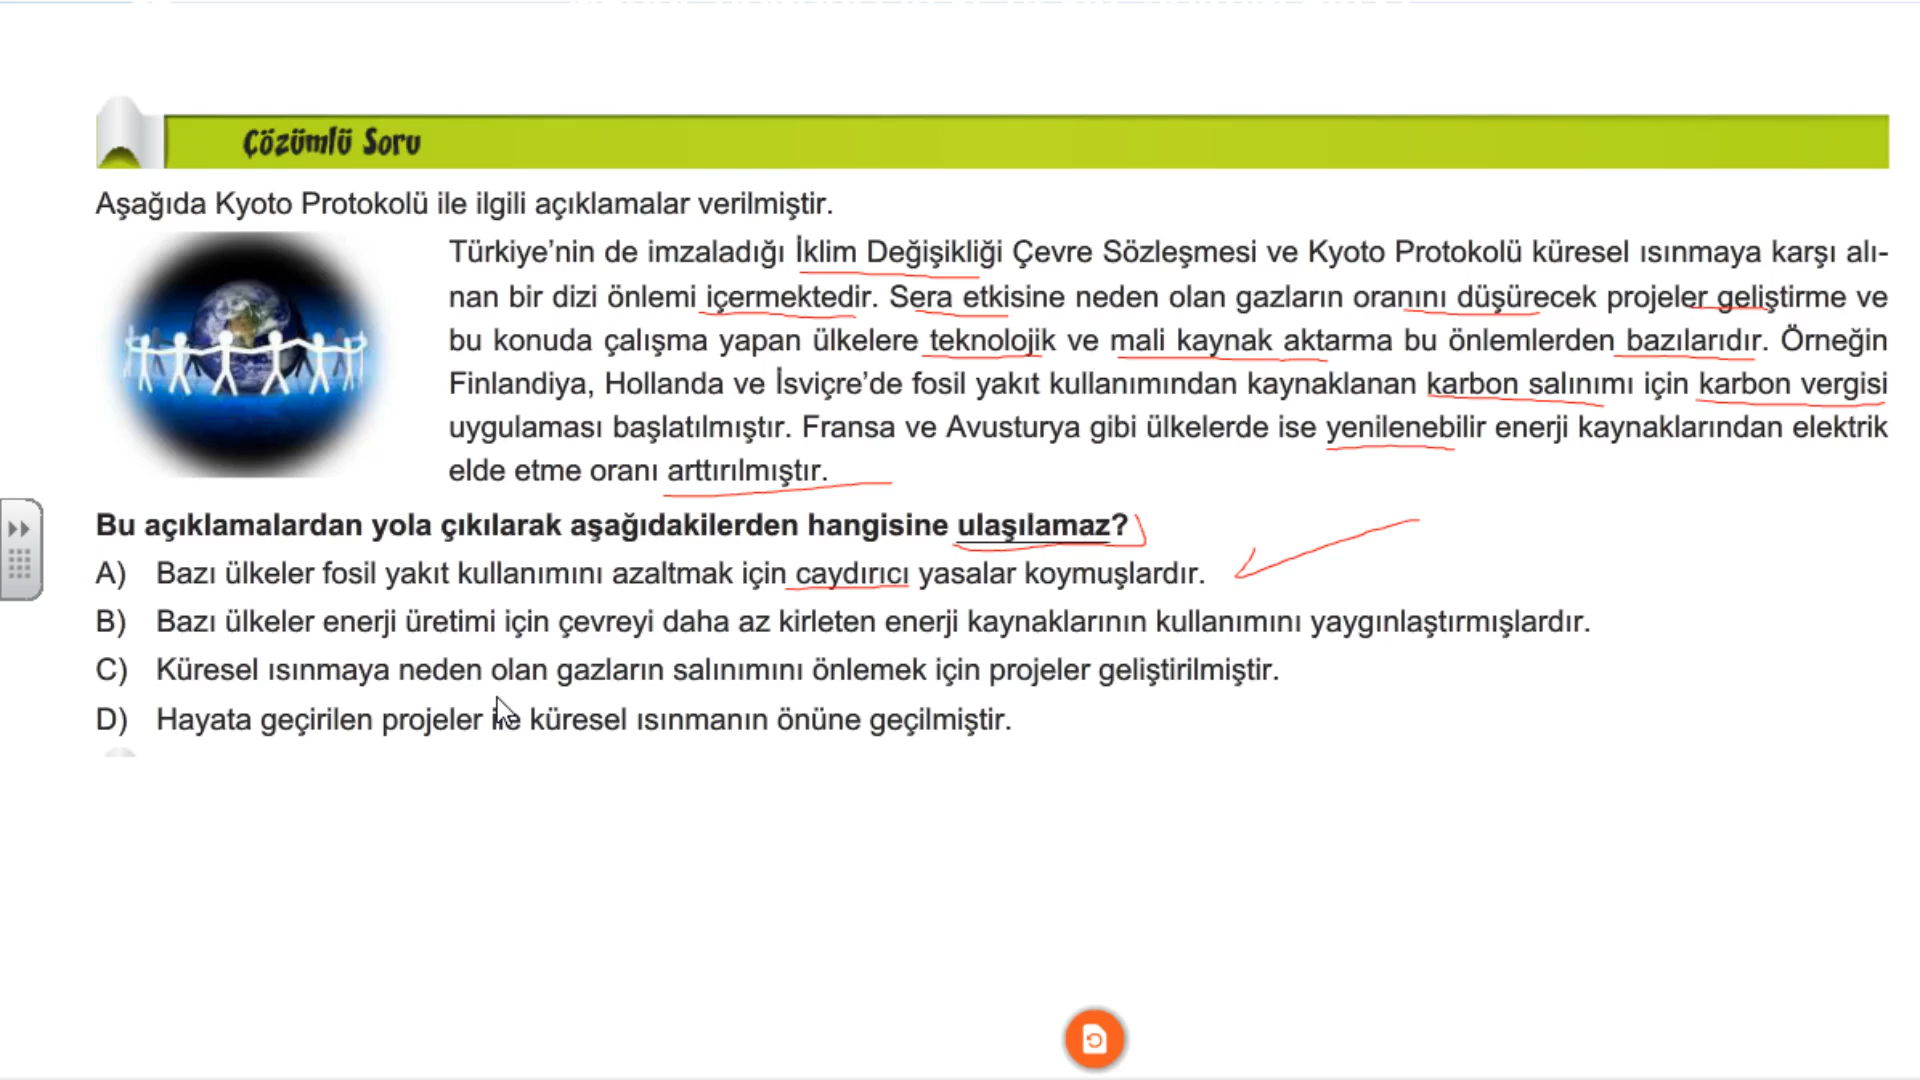 Çözümlü Soru
Aşağıda Kyoto Protokolü ile ilgili açıklamalar verilmiştir.
Türkiye'nin de imzaladığı İklim Değişikliği Çevre Sözleşmesi ve Kyoto Protokolü küresel ısınmaya karşı alı-
nan bir dizi önlemi içermektedir. Sera etkisine neden olan gazların oranını düşürecek projeler geliştirme ve
bu konuda çalışma yapan ülkelere teknolojik ve mali kaynak aktarma bu önlemlerden bazılarıdır. Örneğin
Finlandiya, Hollanda ve İsviçre'de fosil yakıt kullanımından kaynaklanan karbon salınımı için karbon vergisi
uygulaması başlatılmıştır. Fransa ve Avusturya gibi ülkelerde ise yenilenebilir enerji kaynaklarından elektrik
elde etme oranı arttırılmıştır.
Bu açıklamalardan yola çıkılarak aşağıdakilerden hangisine ulaşılamaz?
A) Bazı ülkeler fosil yakıt kullanımını azaltmak için caydırıcı yasalar koymuşlardır.
B) Bazı ülkeler enerji üretimi için çevreyi daha az kirleten enerji kaynaklarının kullanımını yaygınlaştırmışlardır.
C) Küresel ısınmaya neden olan gazların salınımını önlemek için projeler geliştirilmiştir.
D) Hayata geçirilen projeler ile küresel ısınmanın önüne geçilmiştir.